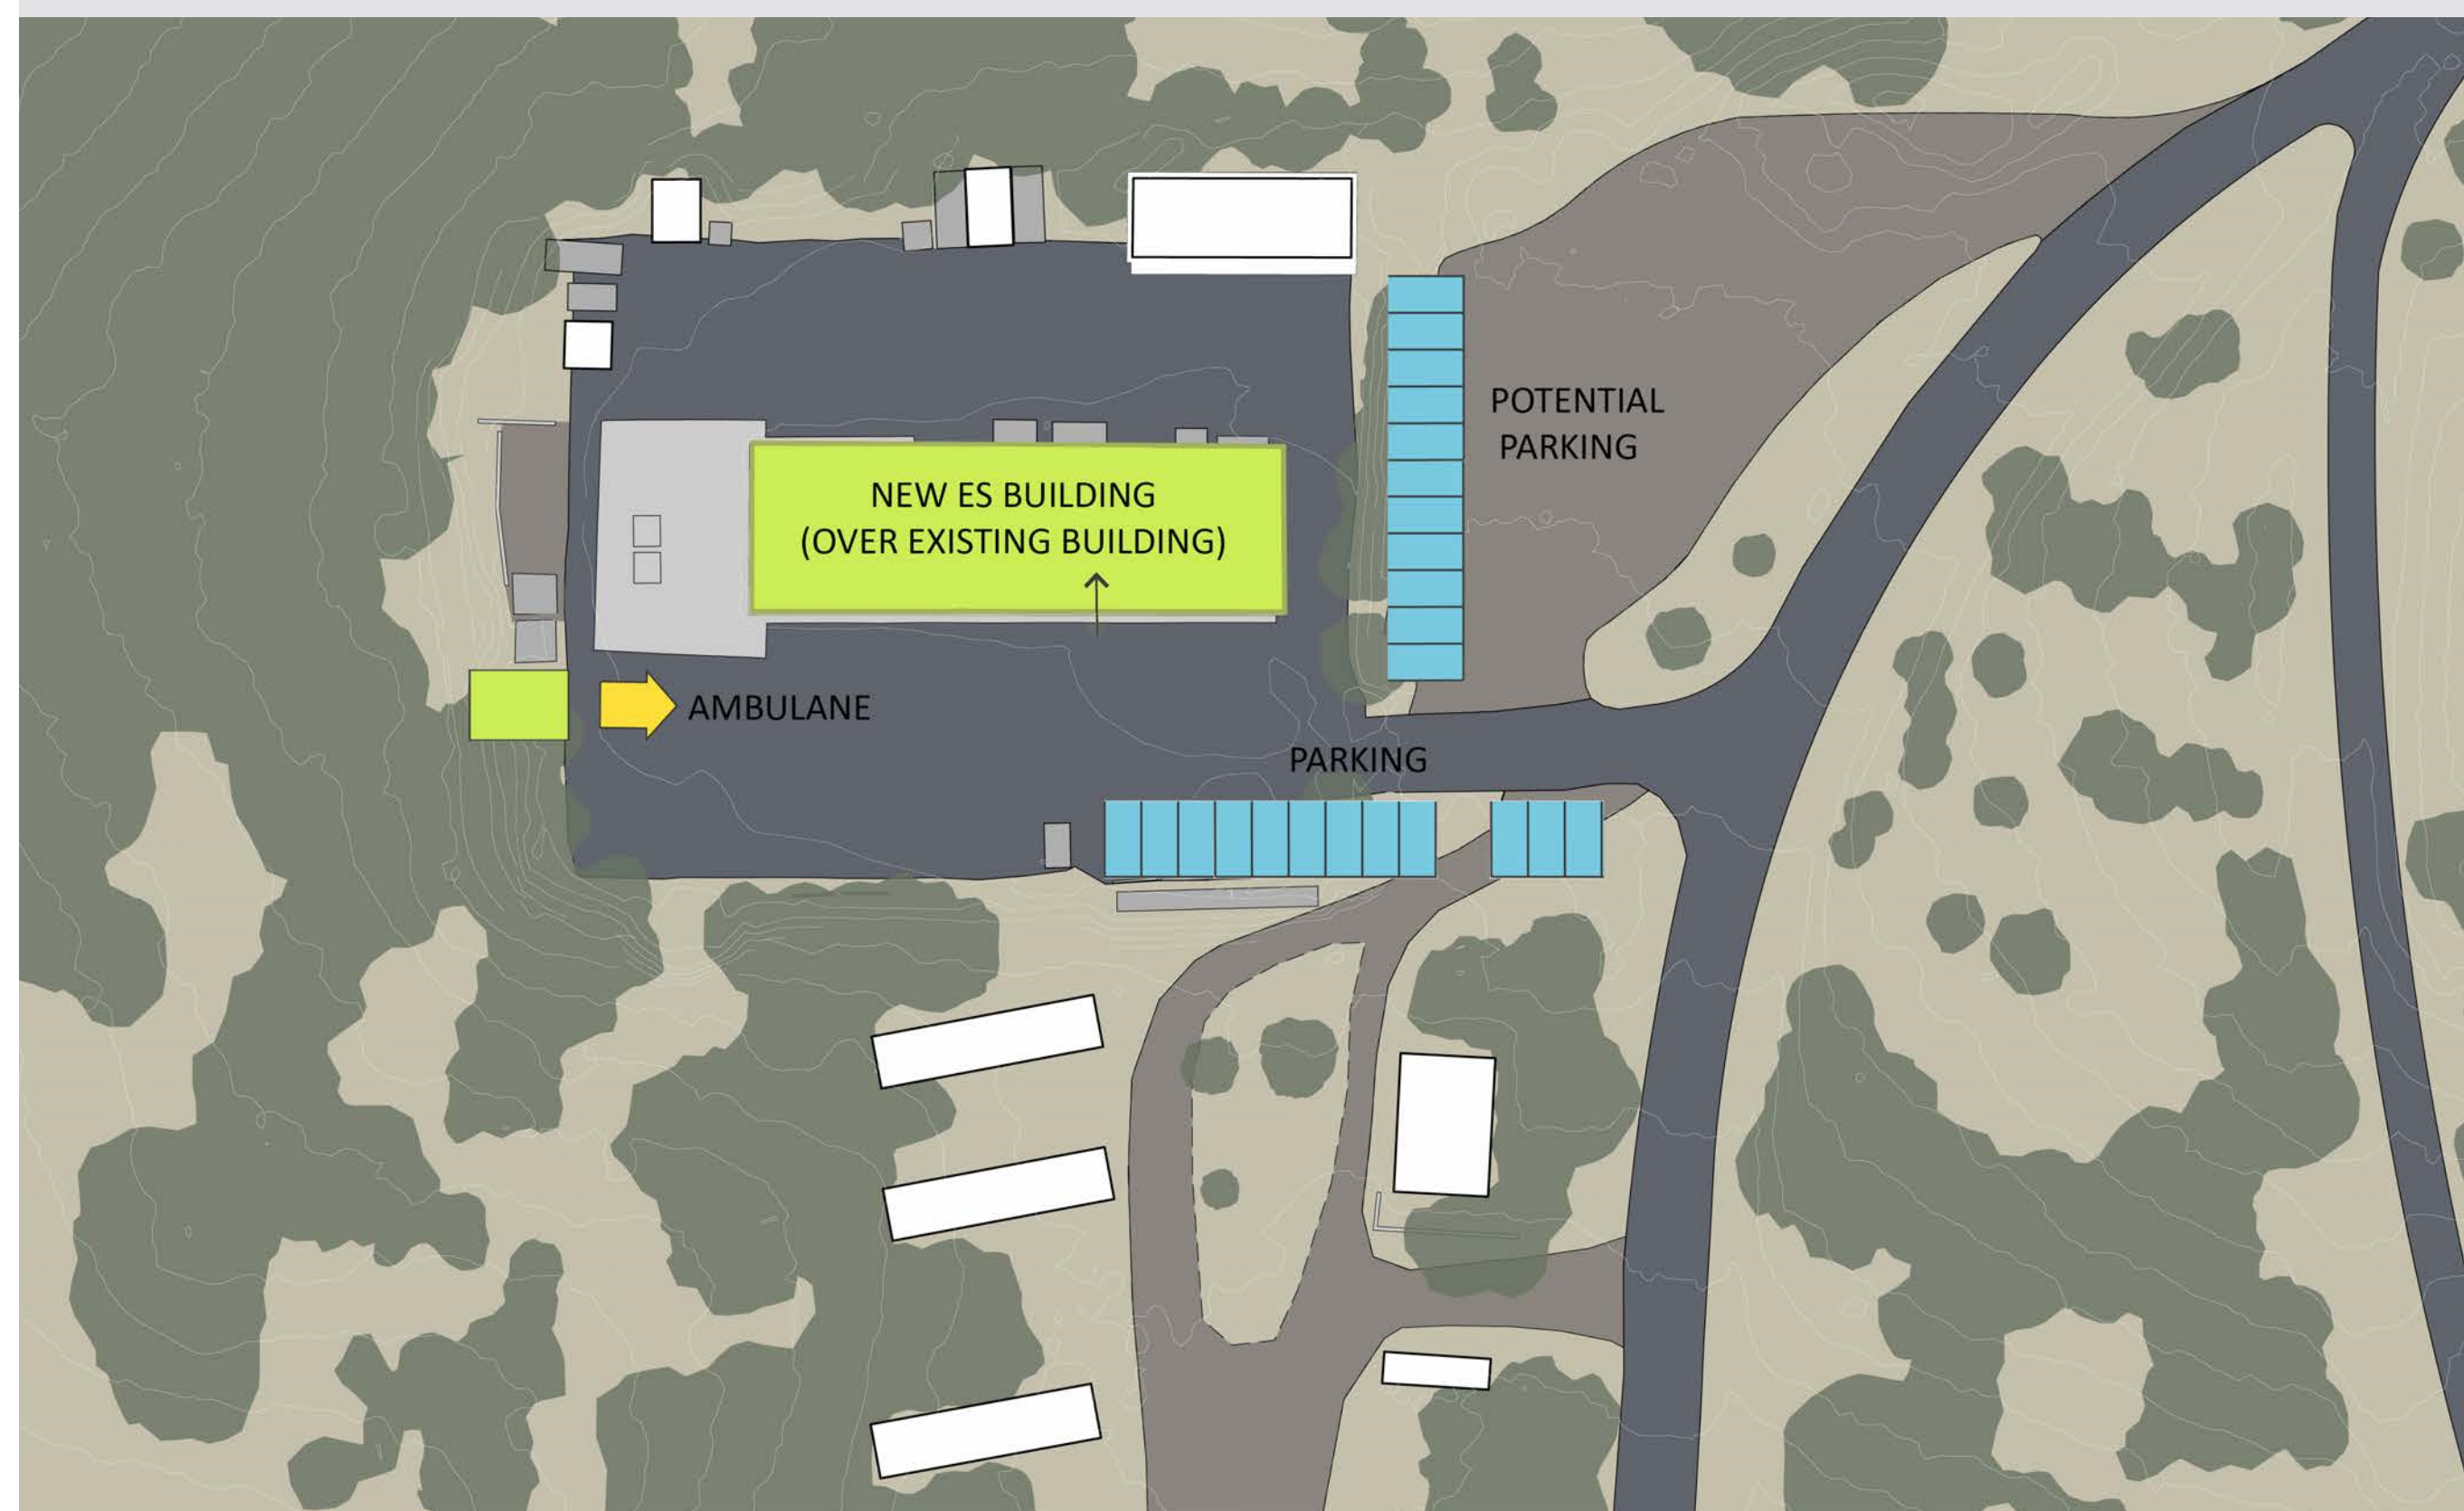 POTENTIAL
PARKING
NEW ES BUILDING
(OVER EXISTING BUILDING)
AMBULANE
PARKING